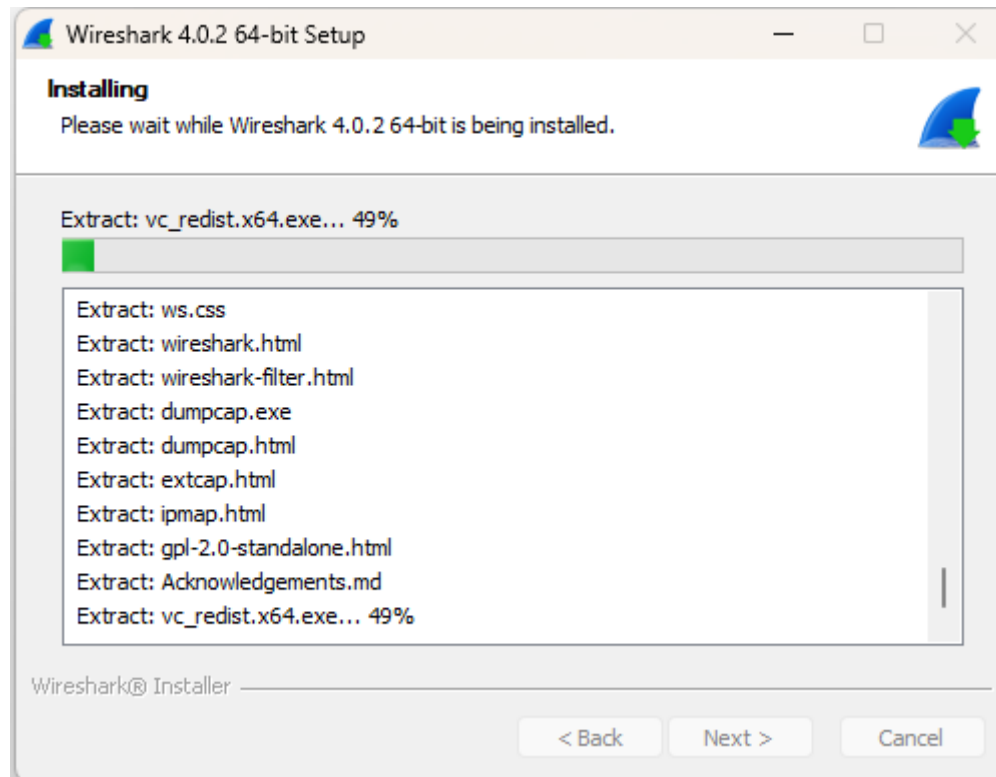 Wireshark 4.0.2 64-bit Setup
Installing
Please wait while Wireshark 4.0.2 64-bit is being installed.
Extract: vc_redist.x64.exe... 49%
Extract: ws.css
Extract: wireshark.html
Extract: wireshark-filter.html
Extract: dumpcap.exe
Extract: dumpcap.html
Extract: extcap.html
Extract: ipmap.html
Extract: gpl-2.0-standalone.html
Extract: Acknowledgements.md
Extract: vc_redist.x64.exe... 49%
Wireshark® Installer
< Back Next > Cancel